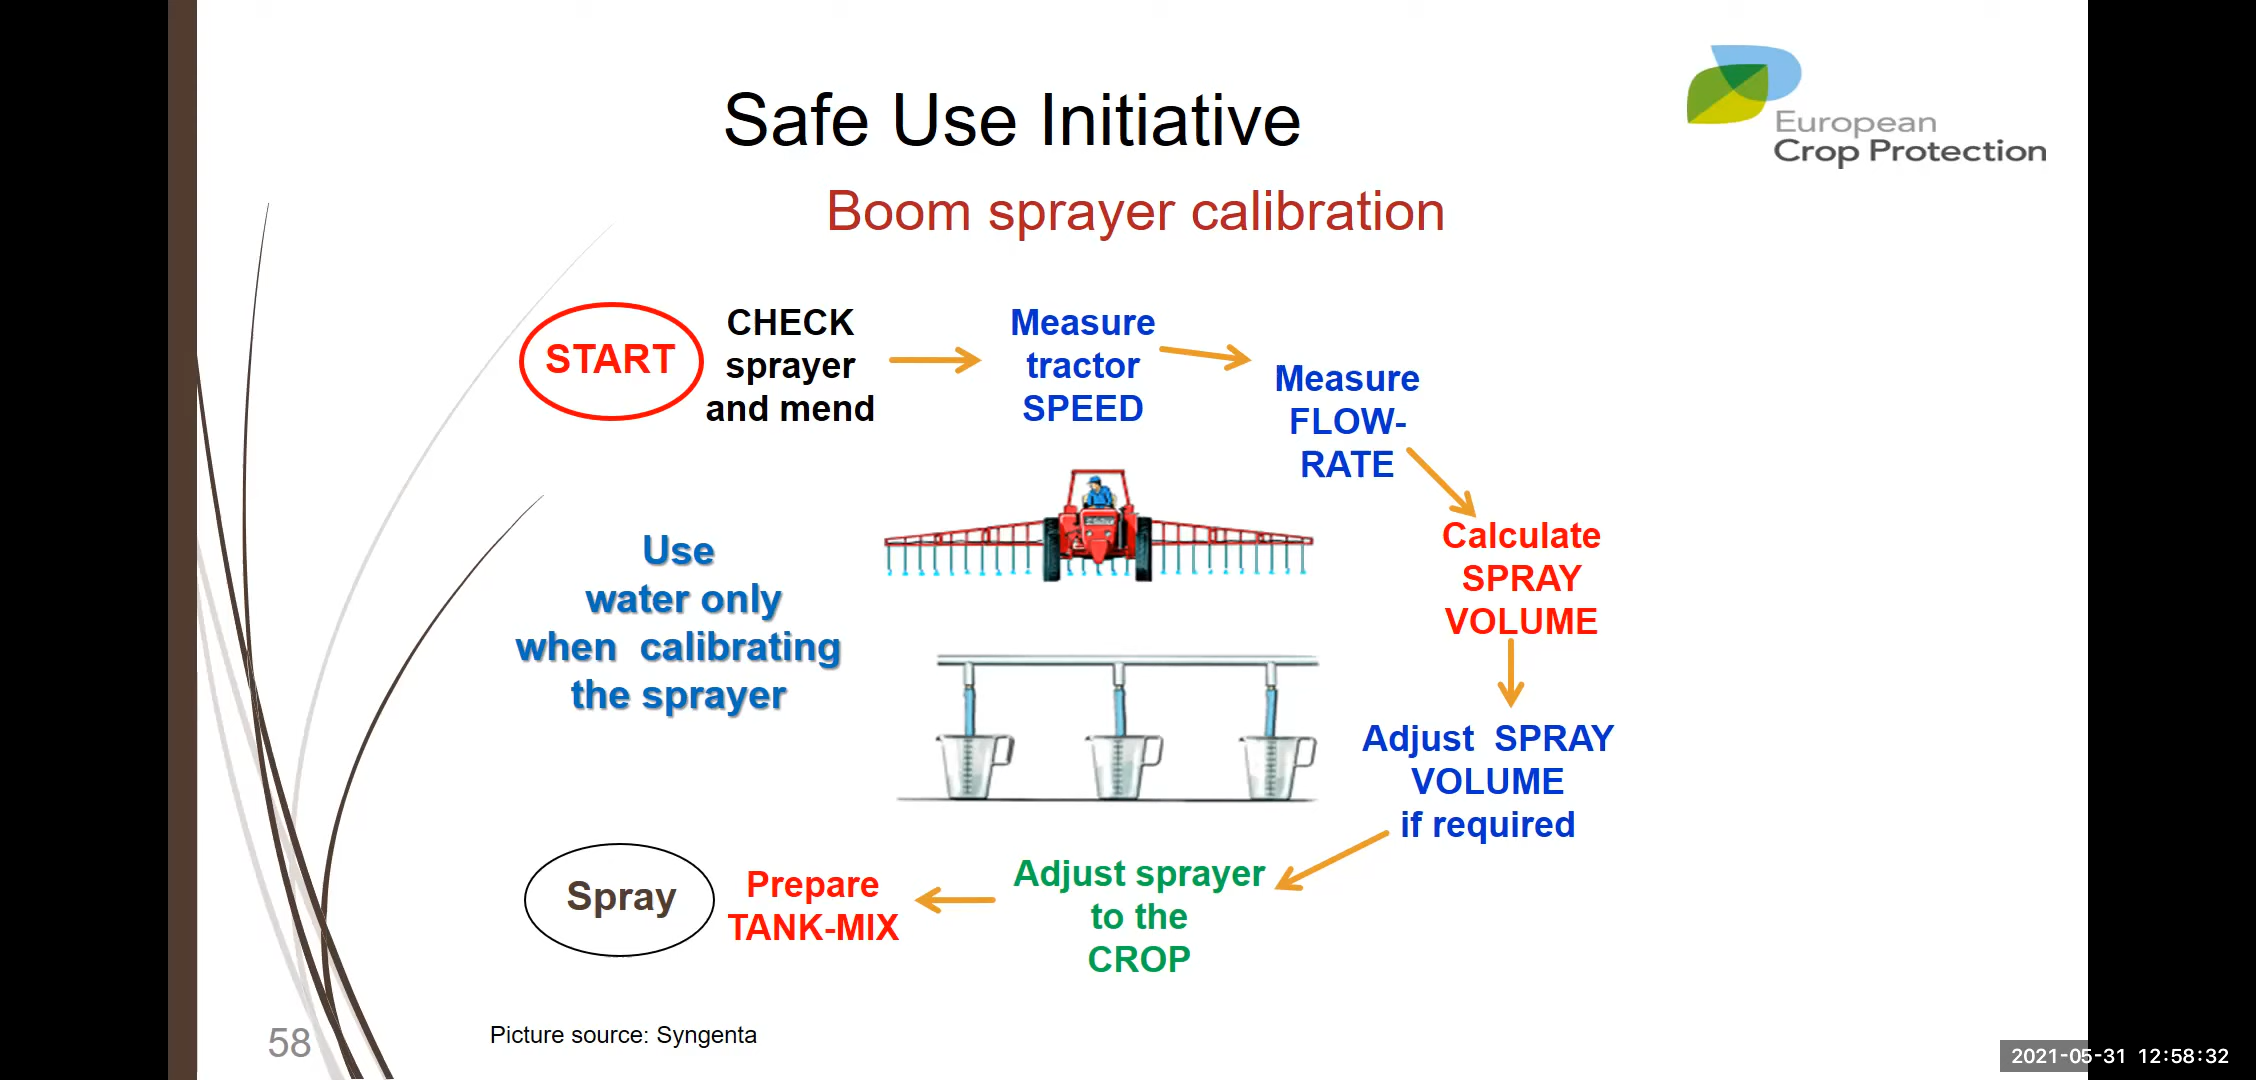 Safe Use Initiative
European
Crop Protection
Boom sprayer calibration
START
CHECK
sprayer
and mend
Measure
tractor
SPEED
Measure
FLOW-
RATE
Calculate
SPRAY
VOLUME
Use
water only
when calibrating
the sprayer
Adjust SPRAY
VOLUME
if required
Adjust sprayer
to the
CROP
Prepare
TANK-MIX
Spray
58
Picture source: Syngenta
2021-05-31 12:58:32